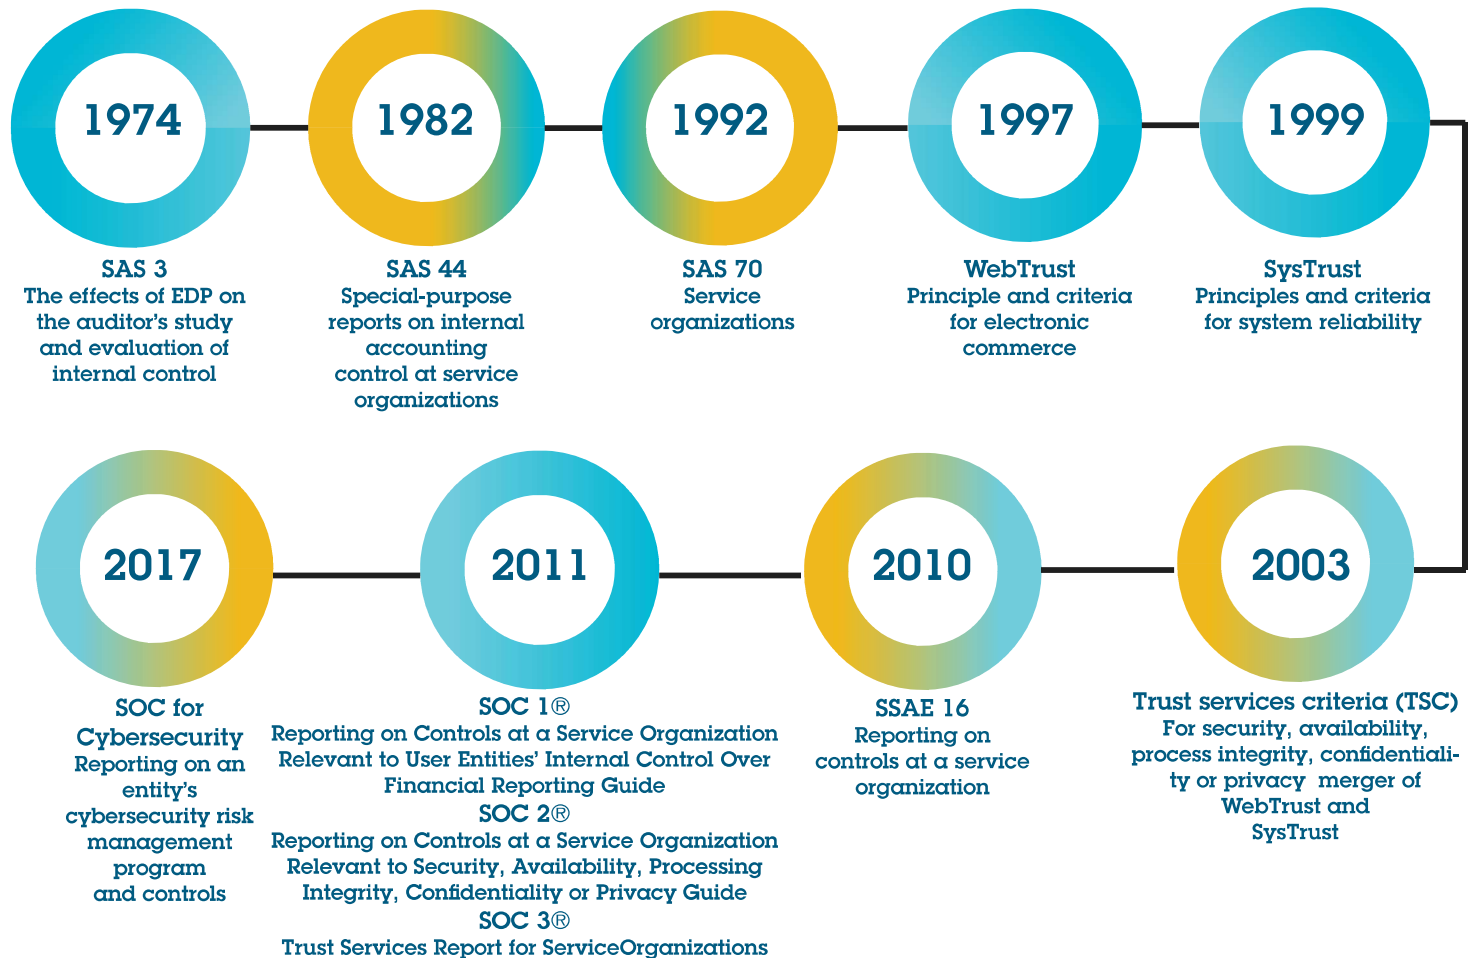 1974
SAS 3
The effects of EDP on
the auditor's study
and evaluation of
internal control
1982
SAS 44
Special-purpose
reports on internal
accounting
control at service
organizations
1992
SAS 70
Service
organizations
1997
WebTrust
Principle and criteria
for electronic
commerce
1999
SysTrust
Principles and criteria
for system reliability
2003
Trust services criteria (TSC)
For security, availability,
process integrity, confidentiali-
ty or privacy merger of
WebTrust and
SysTrust
2010
SSAE 16
Reporting on
controls at a service
organization
2011
SOC 1®
Reporting on Controls at a Service Organization
Relevant to User Entities' Internal Control Over
Financial Reporting Guide
SOC 2®
Reporting on Controls at a Service Organization
Relevant to Security, Availability, Processing
Integrity, Confidentiality or Privacy Guide
SOC 3®
Trust Services Report for ServiceOrganizations
2017
SOC for
Cybersecurity
Reporting on an
entity's
cybersecurity risk
management
program
and controls